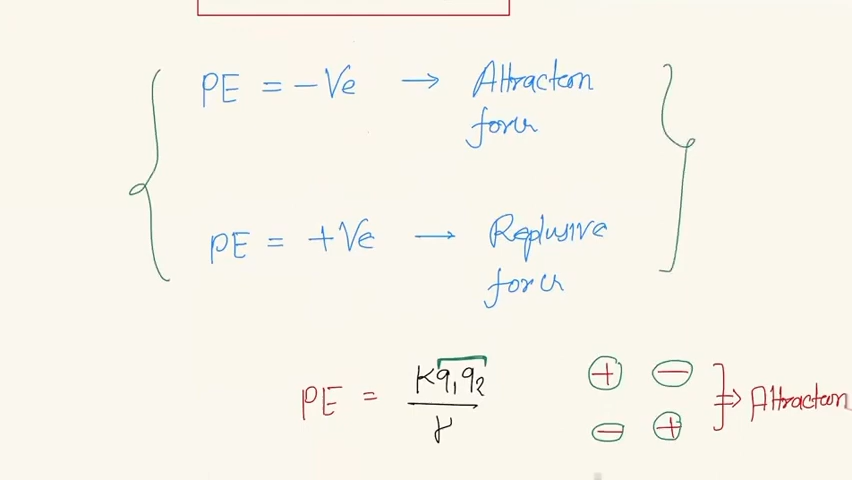 PE = -Ve → Attraction
force
PE = +Ve → Replusive
force
PE = Kq₁q₂ / r
+ -
- +
⇒ Attraction